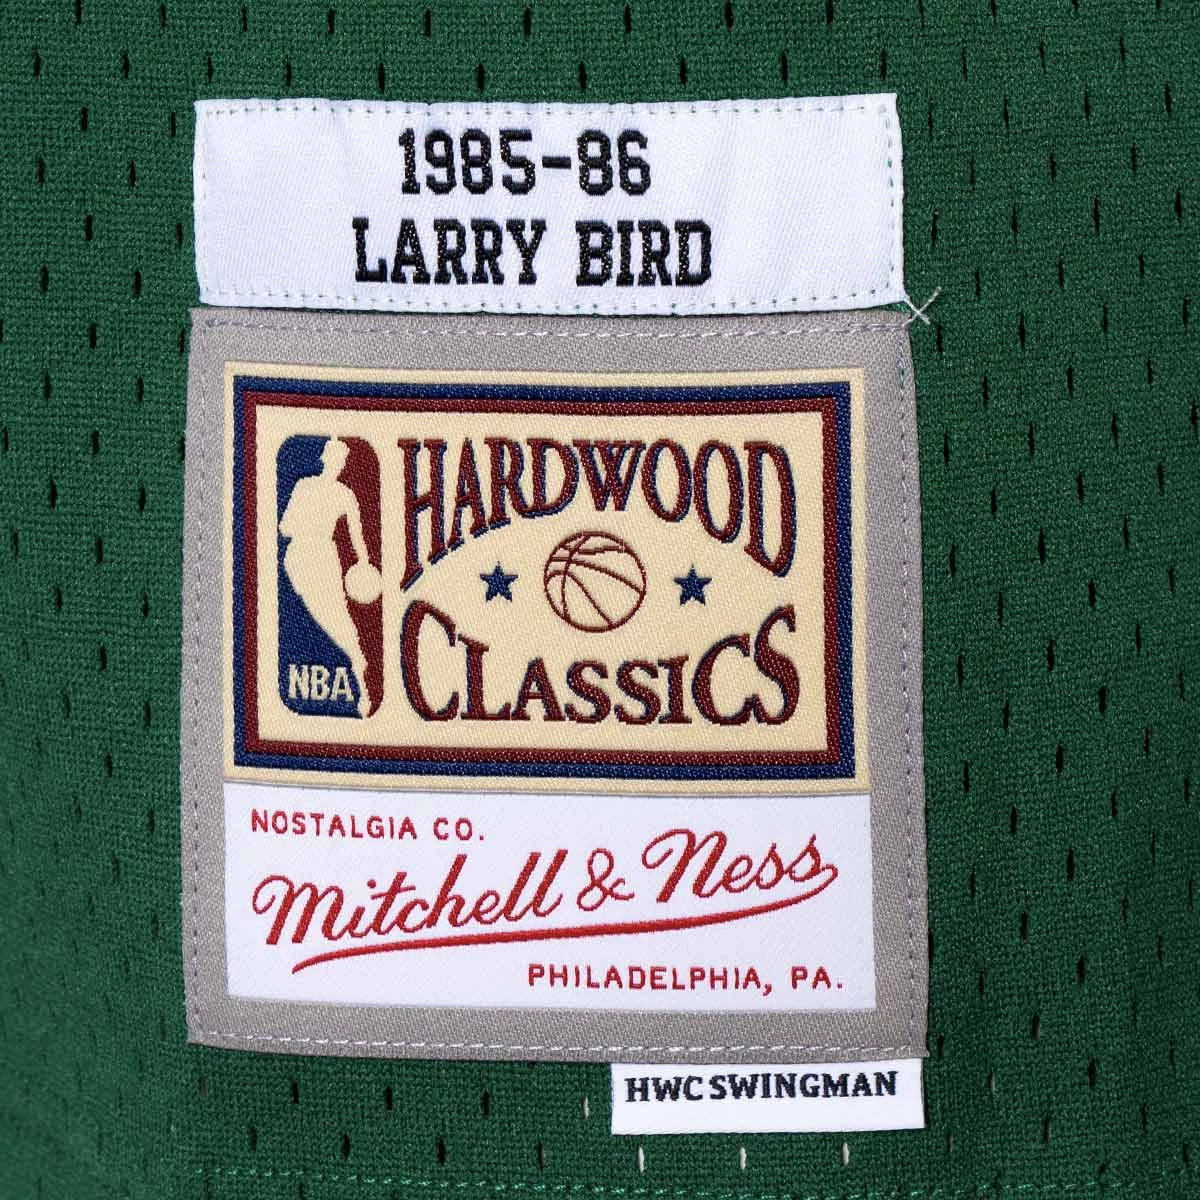 1985-86
LARRY BIRD
HARDWOOD
CLASSICS
NBA
NOSTALGIA CO.
Mitchell & Ness
PHILADELPHIA, PA.
HWC SWINGMAN